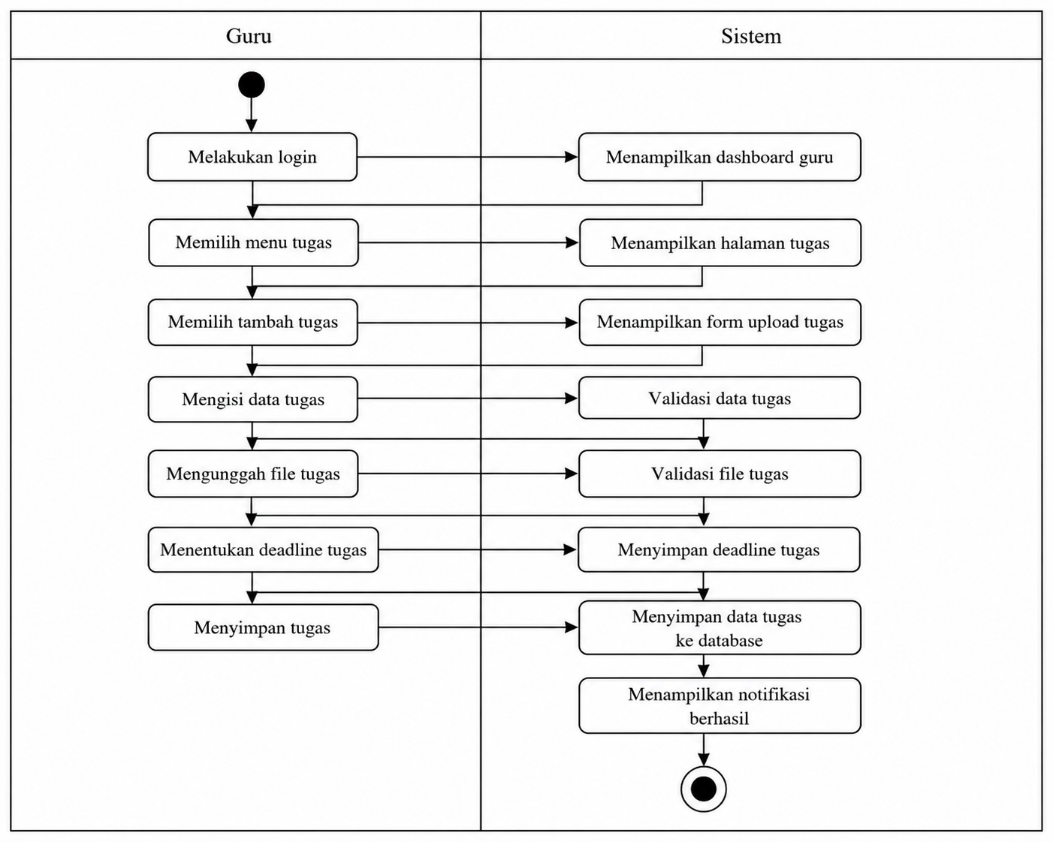 Guru
Sistem
Melakukan login
Menampilkan dashboard guru
Memilih menu tugas
Menampilkan halaman tugas
Memilih tambah tugas
Menampilkan form upload tugas
Mengisi data tugas
Validasi data tugas
Mengunggah file tugas
Validasi file tugas
Menentukan deadline tugas
Menyimpan deadline tugas
Menyimpan tugas
Menyimpan data tugas
ke database
Menampilkan notifikasi
berhasil